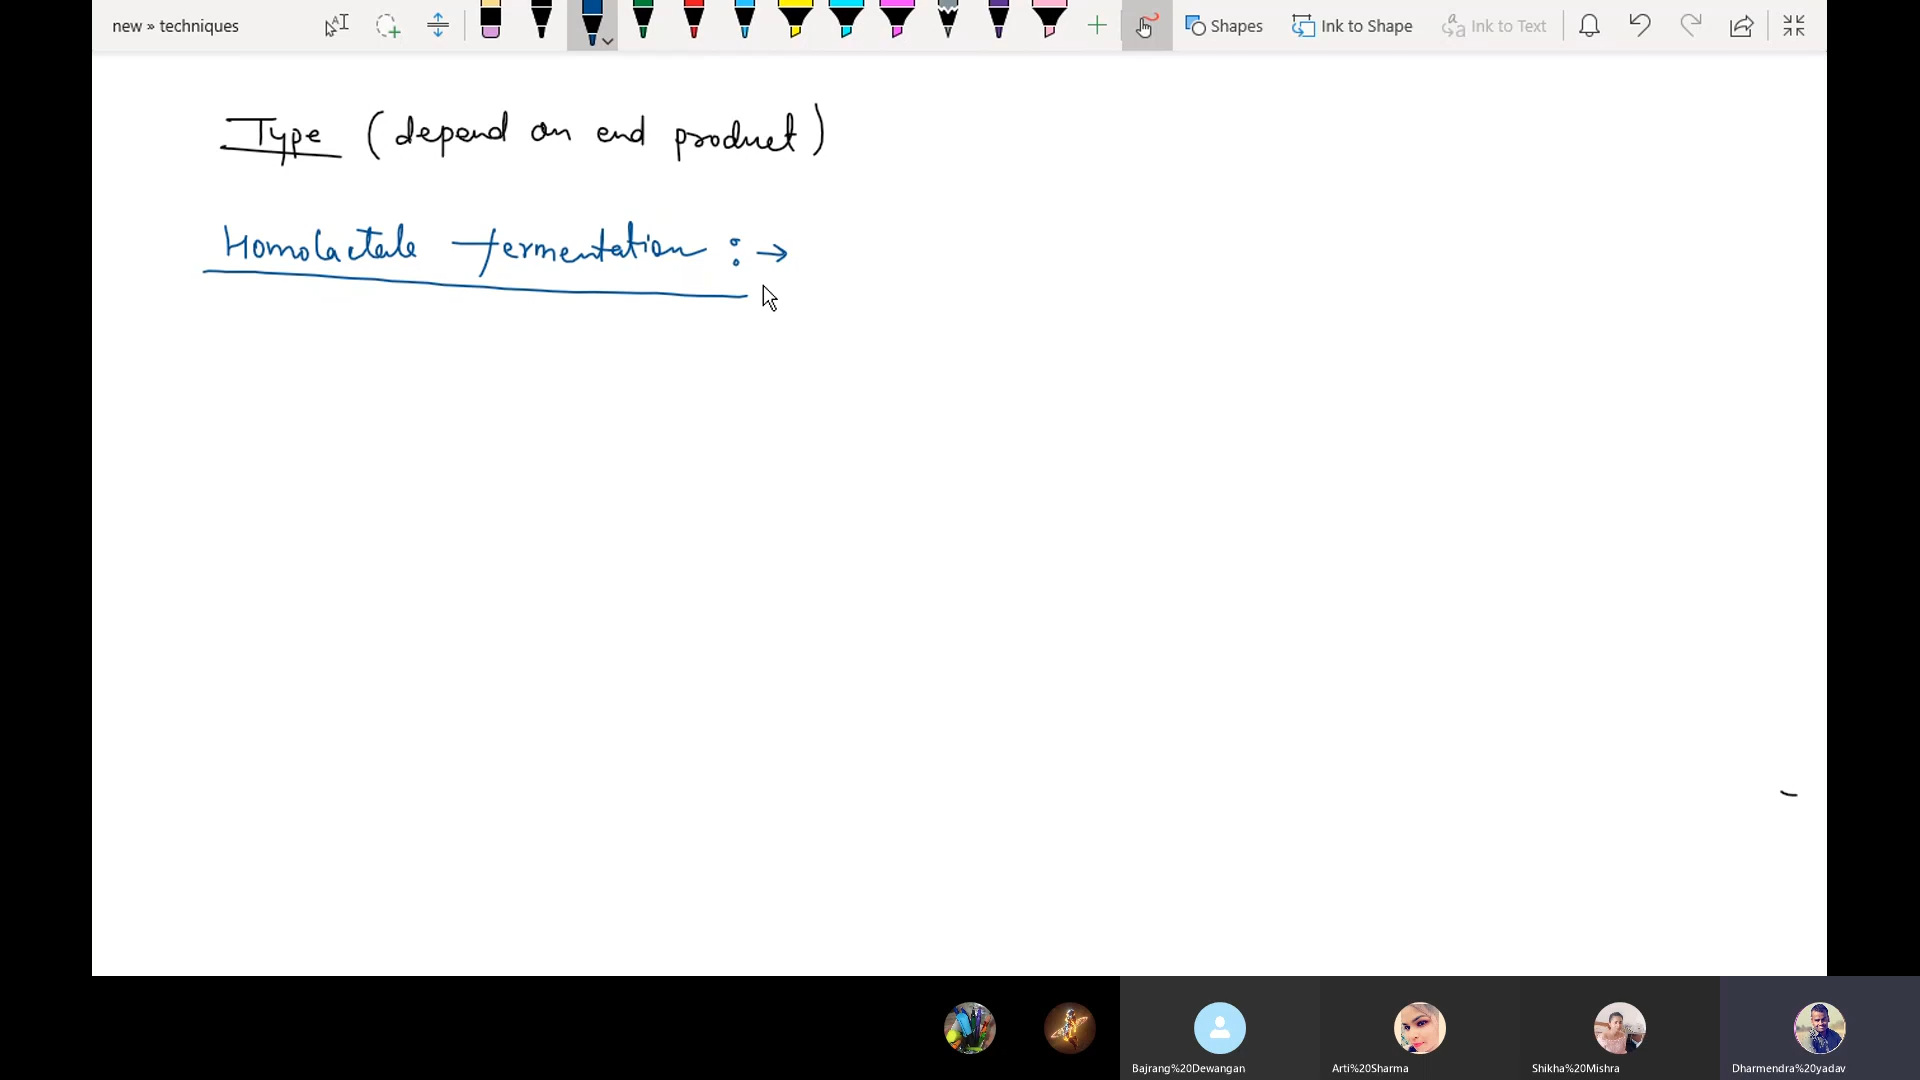 new » techniques
Shapes
Ink to Shape
Ink to Text
Type (depend on end product)
Homolactate fermentation : →
Bajrang%20Dewangan
Arti%20Sharma
Shikha%20Mishra
Dharmendra%20yadav